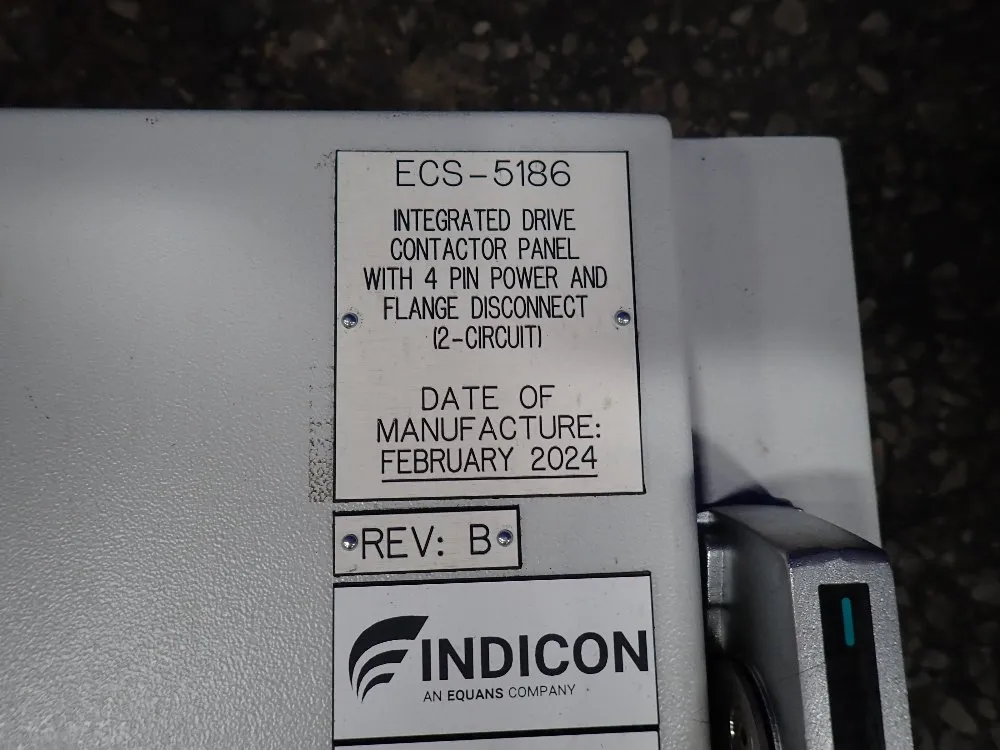 ECS-5186
INTEGRATED DRIVE
CONTACTOR PANEL
WITH 4 PIN POWER AND
FLANGE DISCONNECT
(2-CIRCUIT)
DATE OF
MANUFACTURE:
FEBRUARY 2024
REV: B
INDICON
AN EQUANS COMPANY